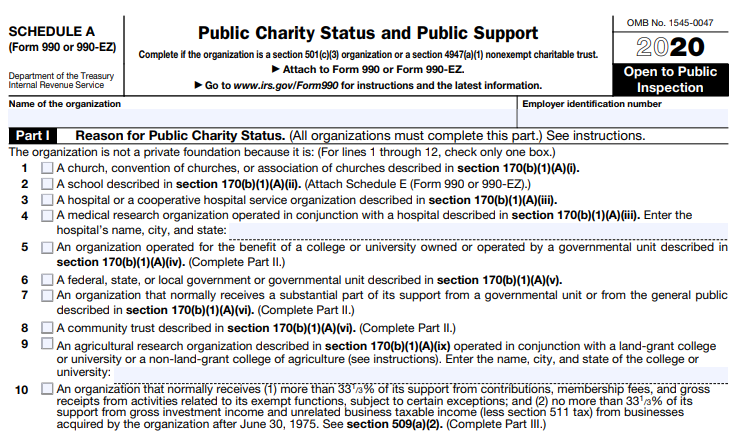 SCHEDULE A
(Form 990 or 990-EZ)
Department of the Treasury
Internal Revenue Service
Public Charity Status and Public Support
Complete if the organization is a section 501(c)(3) organization or a section 4947(a)(1) nonexempt charitable trust.
▶ Attach to Form 990 or Form 990-EZ.
▶ Go to www.irs.gov/Form990 for instructions and the latest information.
OMB No. 1545-0047
2020
Open to Public
Inspection
Name of the organization
Employer identification number
Part I Reason for Public Charity Status. (All organizations must complete this part.) See instructions.
The organization is not a private foundation because it is: (For lines 1 through 12, check only one box.)
1 A church, convention of churches, or association of churches described in section 170(b)(1)(A)(i).
2 A school described in section 170(b)(1)(A)(ii). (Attach Schedule E (Form 990 or 990-EZ).)
3 A hospital or a cooperative hospital service organization described in section 170(b)(1)(A)(iii).
4 A medical research organization operated in conjunction with a hospital described in section 170(b)(1)(A)(iii). Enter the
hospital's name, city, and state:
5 An organization operated for the benefit of a college or university owned or operated by a governmental unit described in
section 170(b)(1)(A)(iv). (Complete Part II.)
6 A federal, state, or local government or governmental unit described in section 170(b)(1)(A)(v).
7 An organization that normally receives a substantial part of its support from a governmental unit or from the general public
described in section 170(b)(1)(A)(vi). (Complete Part II.)
8 A community trust described in section 170(b)(1)(A)(vi). (Complete Part II.)
9 An agricultural research organization described in section 170(b)(1)(A)(ix) operated in conjunction with a land-grant college
or university or a non-land-grant college of agriculture (see instructions). Enter the name, city, and state of the college or
university:
10 An organization that normally receives (1) more than 33 1/3% of its support from contributions, membership fees, and gross
receipts from activities related to its exempt functions, subject to certain exceptions; and (2) no more than 33 1/3% of its
support from gross investment income and unrelated business taxable income (less section 511 tax) from businesses
acquired by the organization after June 30, 1975. See section 509(a)(2). (Complete Part III.)